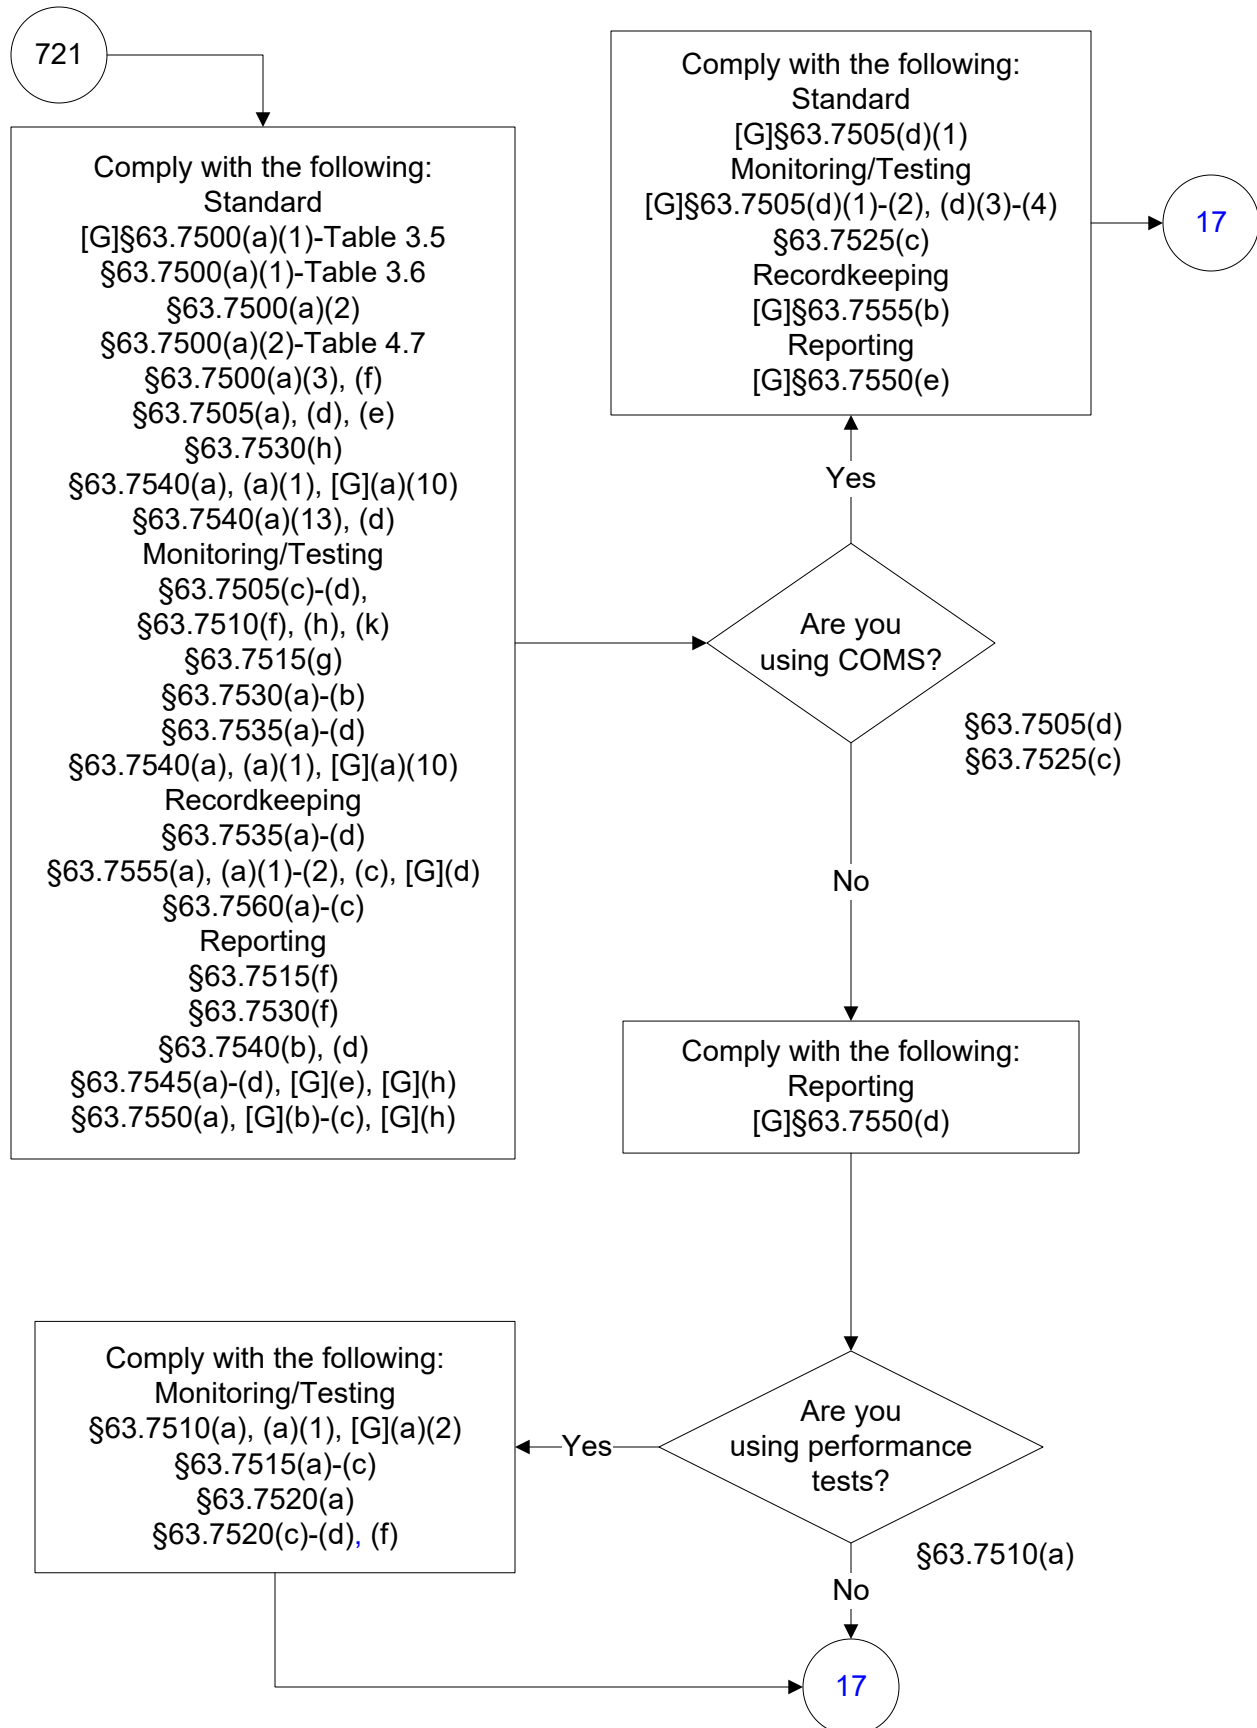 721
Comply with the following:
Standard
[G]§63.7500(a)(1)-Table 3.5
§63.7500(a)(1)-Table 3.6
§63.7500(a)(2)
§63.7500(a)(2)-Table 4.7
§63.7500(a)(3), (f)
§63.7505(a), (d), (e)
§63.7530(h)
§63.7540(a), (a)(1), [G](a)(10)
§63.7540(a)(13), (d)
Monitoring/Testing
§63.7505(c)-(d),
§63.7510(f), (h), (k)
§63.7515(g)
§63.7530(a)-(b)
§63.7535(a)-(d)
§63.7540(a), (a)(1), [G](a)(10)
Recordkeeping
§63.7535(a)-(d)
§63.7555(a), (a)(1)-(2), (c), [G](d)
§63.7560(a)-(c)
Reporting
§63.7515(f)
§63.7530(f)
§63.7540(b), (d)
§63.7545(a)-(d), [G](e), [G](h)
§63.7550(a), [G](b)-(c), [G](h)
Comply with the following:
Standard
[G]§63.7505(d)(1)
Monitoring/Testing
[G]§63.7505(d)(1)-(2), (d)(3)-(4)
§63.7525(c)
Recordkeeping
[G]§63.7555(b)
Reporting
[G]§63.7550(e)
17
Yes
Are you
using COMS?
§63.7505(d)
§63.7525(c)
No
Comply with the following:
Reporting
[G]§63.7550(d)
Are you
using performance
tests?
§63.7510(a)
Yes
Comply with the following:
Monitoring/Testing
§63.7510(a), (a)(1), [G](a)(2)
§63.7515(a)-(c)
§63.7520(a)
§63.7520(c)-(d), (f)
No
17